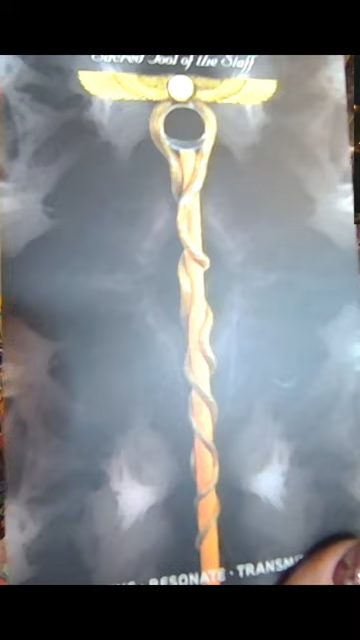 Sacred Tool of the Staff
· RESONATE ·